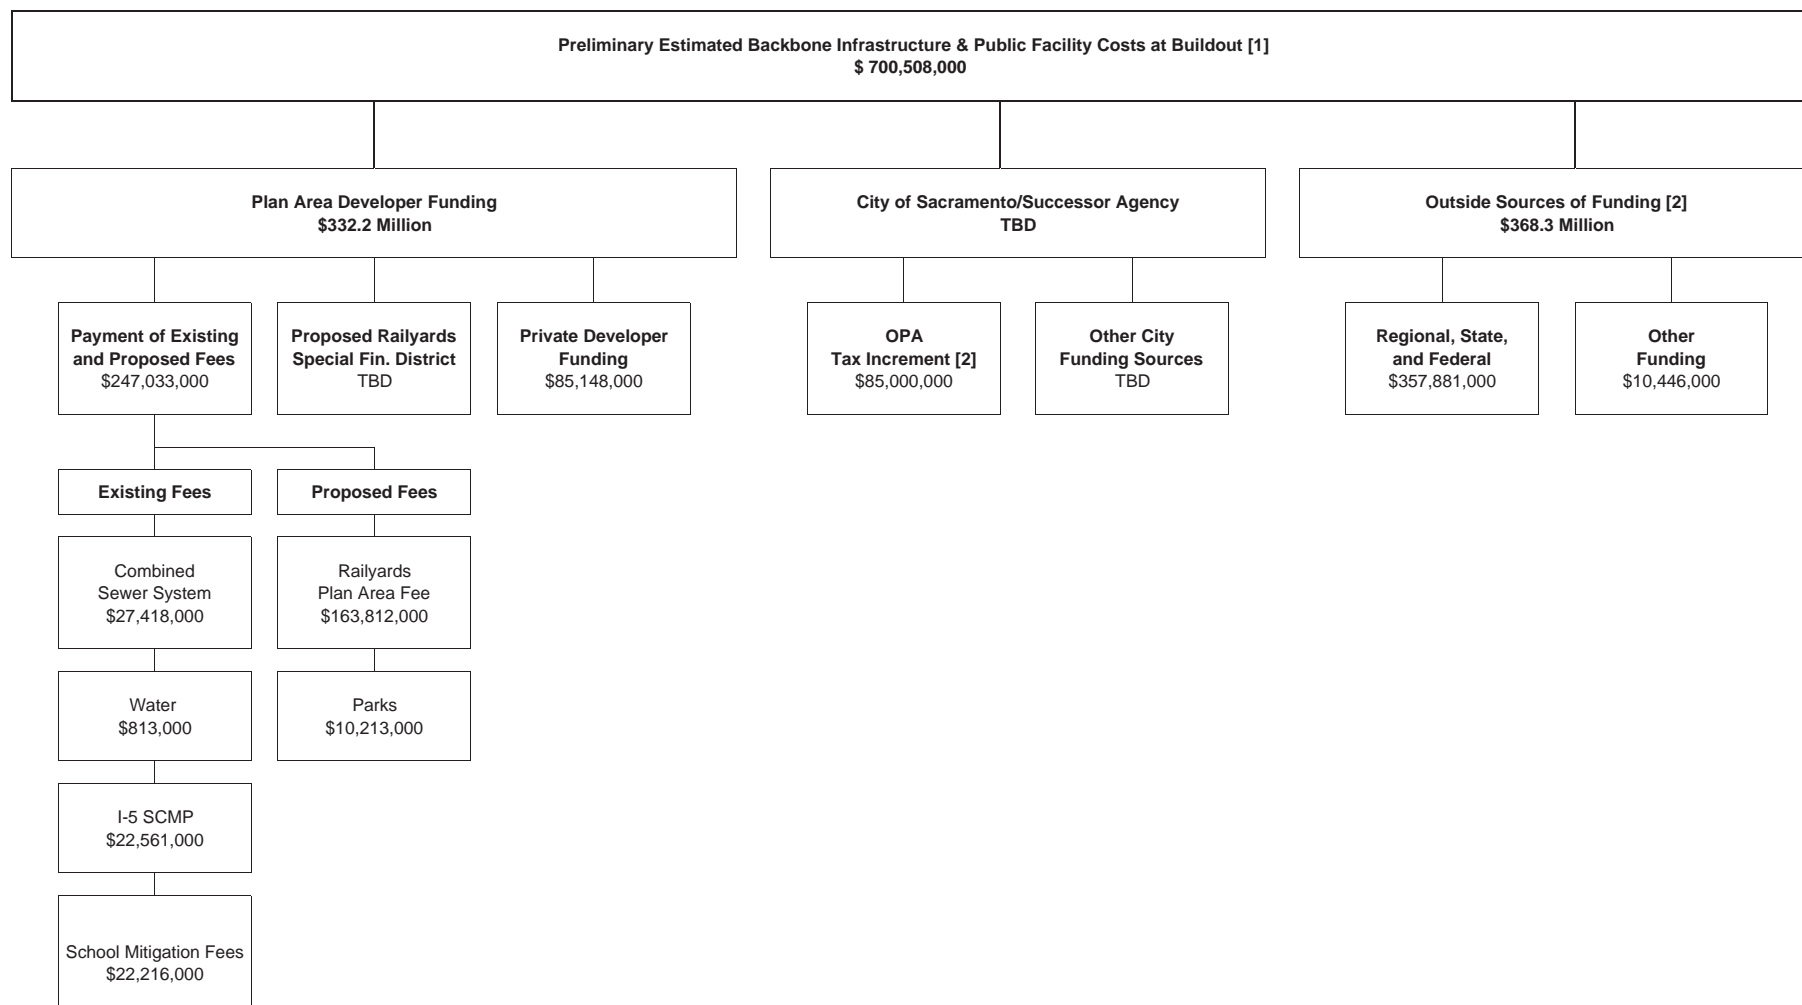 Preliminary Estimated Backbone Infrastructure & Public Facility Costs at Buildout [1]
$ 700,508,000
Plan Area Developer Funding
$332.2 Million
City of Sacramento/Successor Agency
TBD
Outside Sources of Funding [2]
$368.3 Million
Payment of Existing
and Proposed Fees
$247,033,000
Proposed Railyards
Special Fin. District
TBD
Private Developer
Funding
$85,148,000
OPA
Tax Increment [2]
$85,000,000
Other City
Funding Sources
TBD
Regional, State,
and Federal
$357,881,000
Other
Funding
$10,446,000
Existing Fees
Proposed Fees
Combined
Sewer System
$27,418,000
Railyards
Plan Area Fee
$163,812,000
Water
$813,000
Parks
$10,213,000
I-5 SCMP
$22,561,000
School Mitigation Fees
$22,216,000